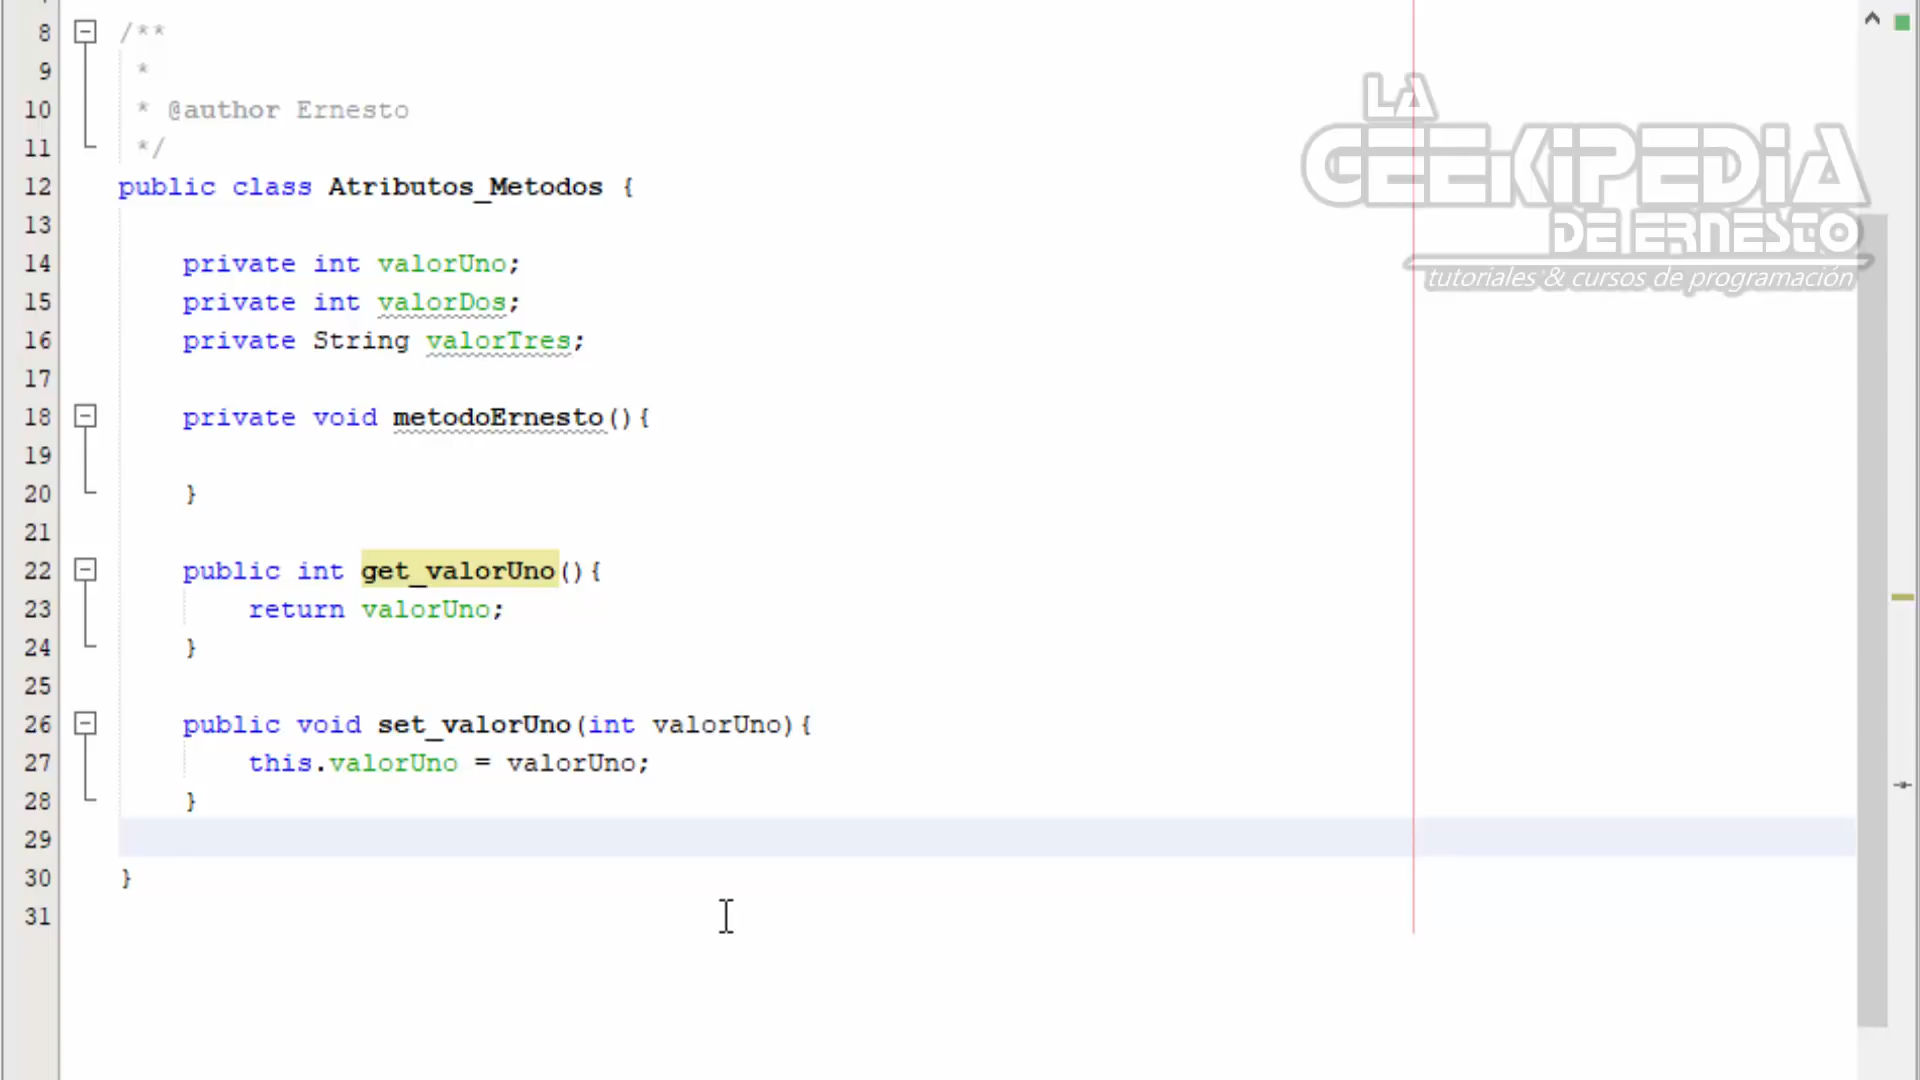 8 /**
9 *
10 * @author Ernesto
11 */
12 public class Atributos_Metodos {
13
14 private int valorUno;
15 private int valorDos;
16 private String valorTres;
17
18 private void metodoErnesto(){
19
20 }
21
22 public int get_valorUno(){
23 return valorUno;
24 }
25
26 public void set_valorUno(int valorUno){
27 this.valorUno = valorUno;
28 }
29
30 }
31
LA
GEEKIPEDIA
DE ERNESTO
tutoriales & cursos de programación